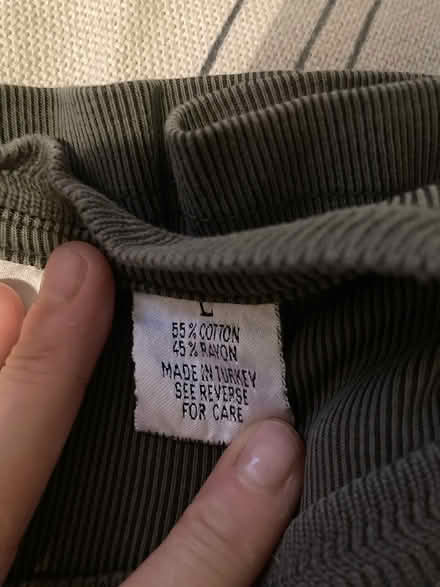 L
55% COTTON
45% RAYON
MADE IN TURKEY
SEE REVERSE
FOR CARE